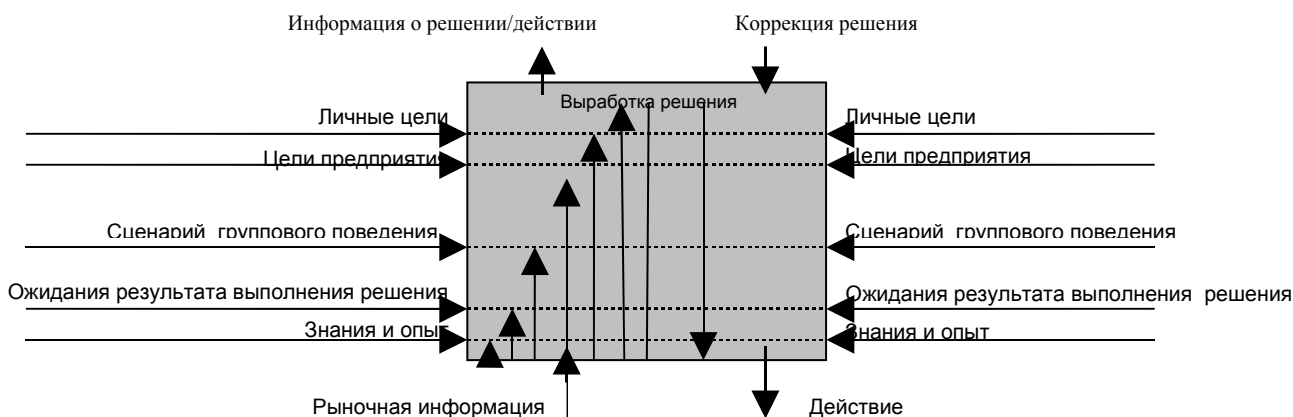 Информация о решении/действии
Коррекция решения
Выработка решения
Личные цели
Личные цели
Цели предприятия
Цели предприятия
Сценарий группового поведения
Сценарий группового поведения
Ожидания результата выполнения решения
Ожидания результата выполнения решения
Знания и опыт
Знания и опыт
Рыночная информация
Действие